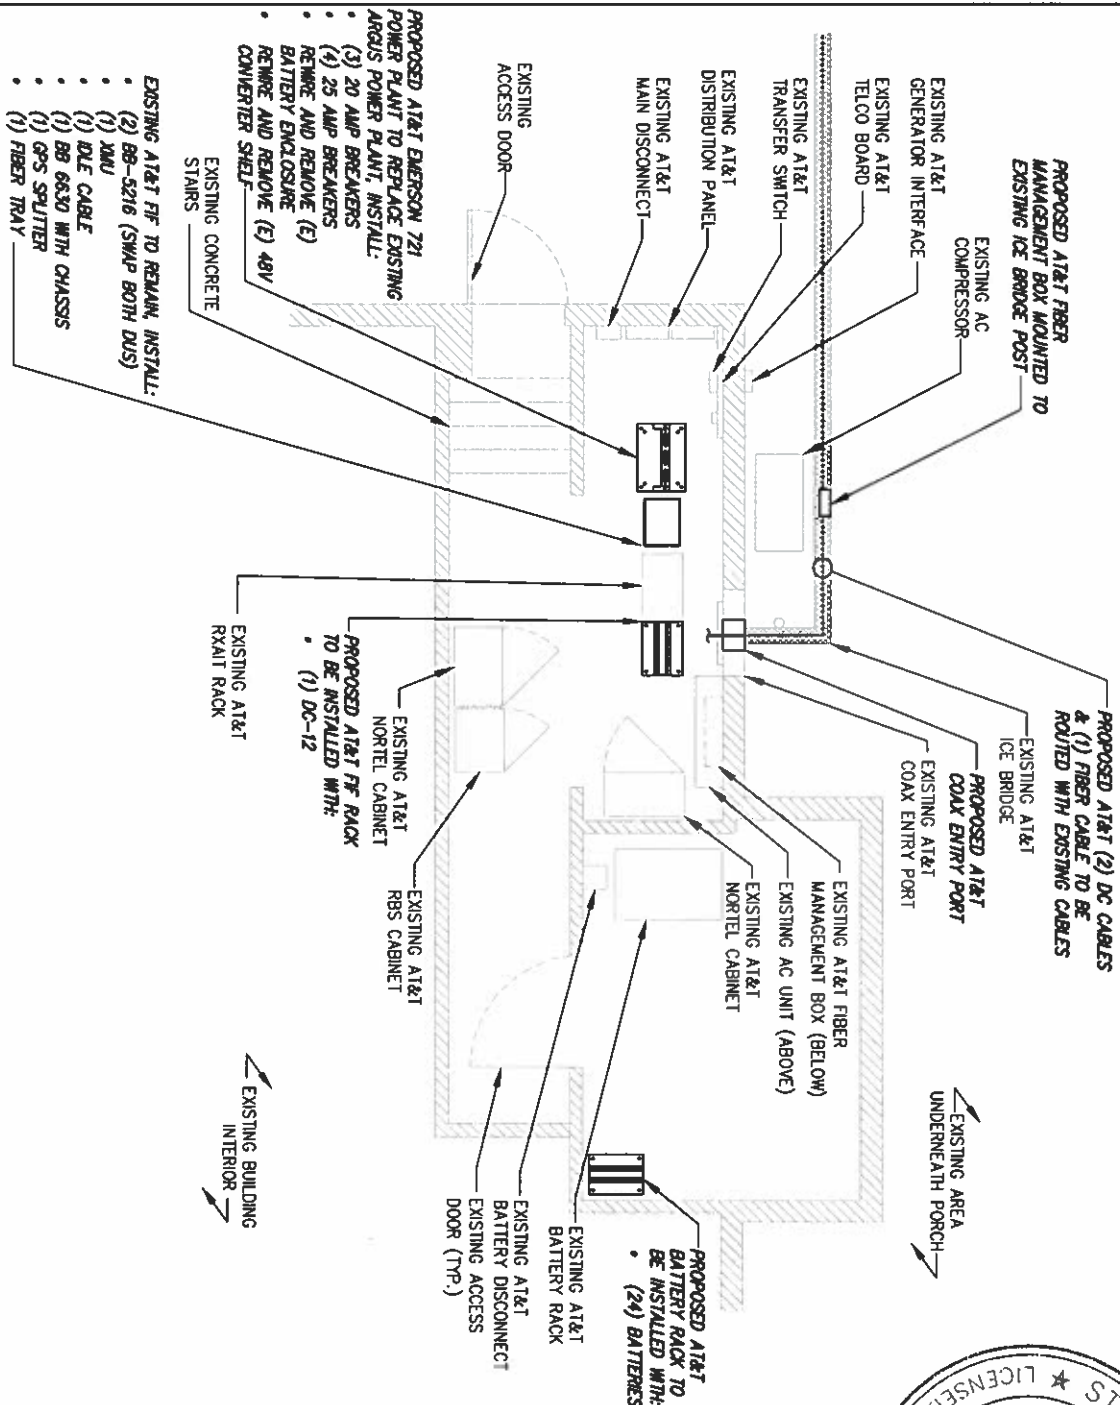 PROPOSED AT&T FIBER
MANAGEMENT BOX MOUNTED TO
EXISTING ICE BRIDGE POST
EXISTING AC
COMPRESSOR
EXISTING AT&T
GENERATOR INTERFACE
EXISTING AT&T
TELCO BOARD
EXISTING AT&T
TRANSFER SWITCH
EXISTING AT&T
DISTRIBUTION PANEL
EXISTING AT&T
MAIN DISCONNECT
EXISTING
ACCESS DOOR
PROPOSED AT&T EMERSON 721
POWER PLANT TO REPLACE EXISTING
ARGUS POWER PLANT, INSTALL:
• (3) 20 AMP BREAKERS
• (4) 25 AMP BREAKERS
• REWIRE AND REMOVE (E)
BATTERY ENCLOSURE
• REWIRE AND REMOVE (E) 48V
CONVERTER SHELF
EXISTING CONCRETE
STAIRS
EXISTING AT&T FIF TO REMAIN, INSTALL:
• (2) BB-5216 (SWAP BOTH DUS)
• (1) XMU
• (1) IDLE CABLE
• (1) BB 6630 WITH CHASSIS
• (1) GPS SPLITTER
• (1) FIBER TRAY
PROPOSED AT&T (2) DC CABLES
& (1) FIBER CABLE TO BE
ROUTED WITH EXISTING CABLES
EXISTING AT&T
ICE BRIDGE
PROPOSED AT&T
COAX ENTRY PORT
EXISTING AT&T
COAX ENTRY PORT
EXISTING AT&T FIBER
MANAGEMENT BOX (BELOW)
EXISTING AC UNIT (ABOVE)
EXISTING AT&T
NORTEL CABINET
EXISTING AT&T
RBS CABINET
EXISTING AT&T
NORTEL CABINET
PROPOSED AT&T FIF RACK
TO BE INSTALLED WITH:
• (1) DC-12
EXISTING AT&T
RXAIT RACK
EXISTING AREA
UNDERNEATH PORCH
PROPOSED AT&T
BATTERY RACK TO
BE INSTALLED WITH:
• (24) BATTERIES
EXISTING AT&T
BATTERY RACK
EXISTING AT&T
BATTERY DISCONNECT
EXISTING ACCESS
DOOR (TYP.)
EXISTING BUILDING
INTERIOR